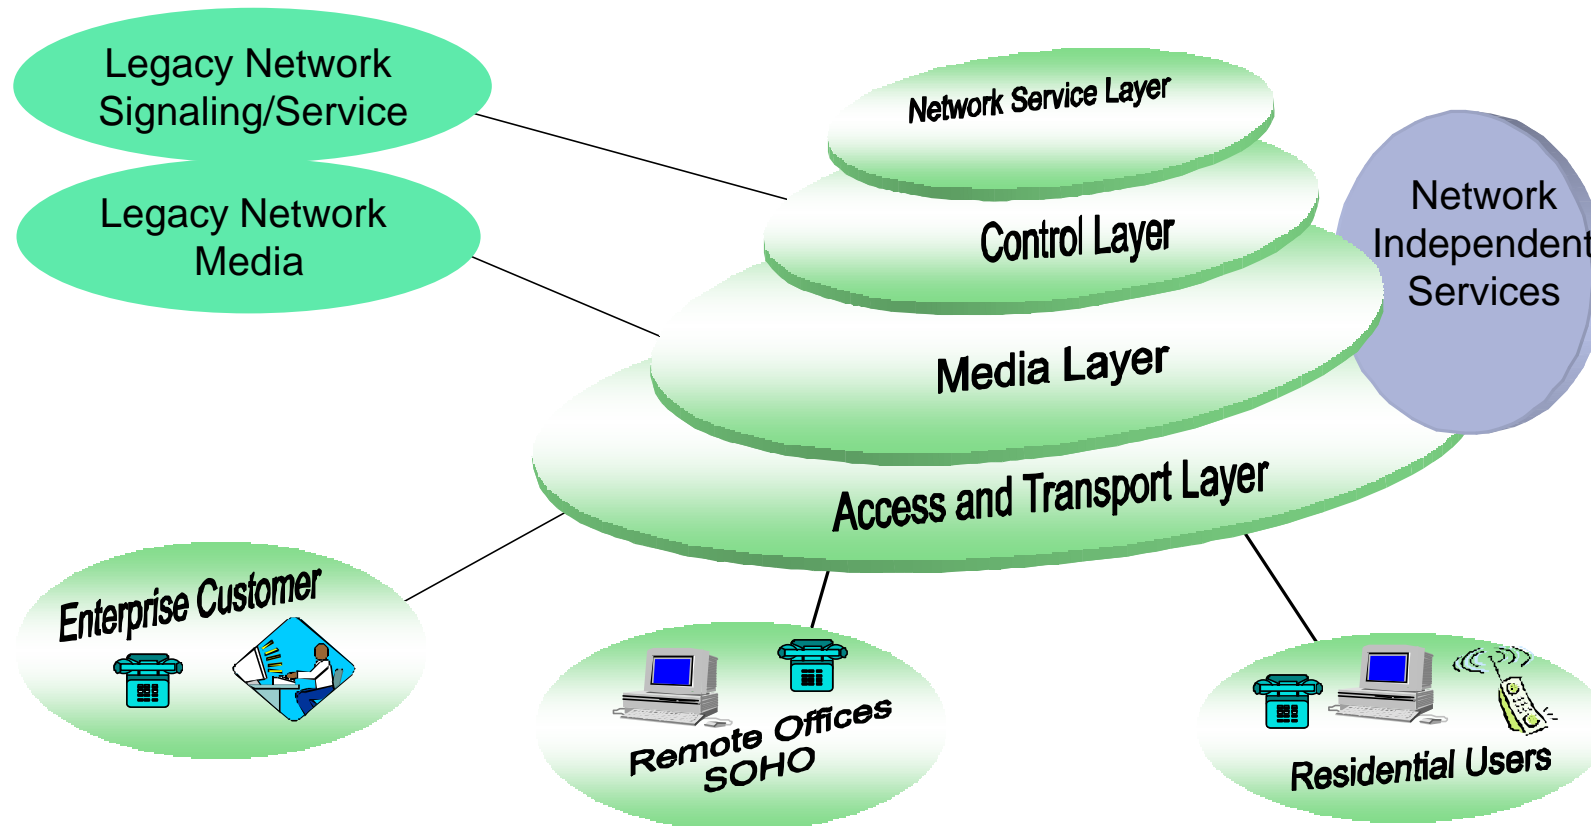 Legacy Network
Signaling/Service
Legacy Network
Media
Network Service Layer
Control Layer
Media Layer
Access and Transport Layer
Network
Independent
Services
Enterprise Customer
Remote Offices
SOHO
Residential Users